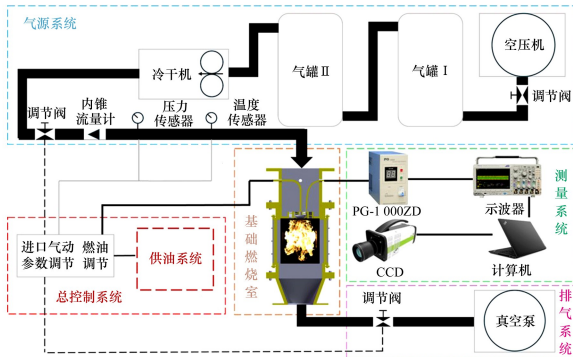 气源系统
冷干机
气罐Ⅱ
气罐Ⅰ
空压机
调节阀
调节阀
内锥
流量计
压力
传感器
温度
传感器
进口气动
参数调节
燃油
调节
供油系统
总控制系统
基础燃烧室
PG-1 000ZD
示波器
CCD
计算机
测量系统
调节阀
真空泵
排气系统